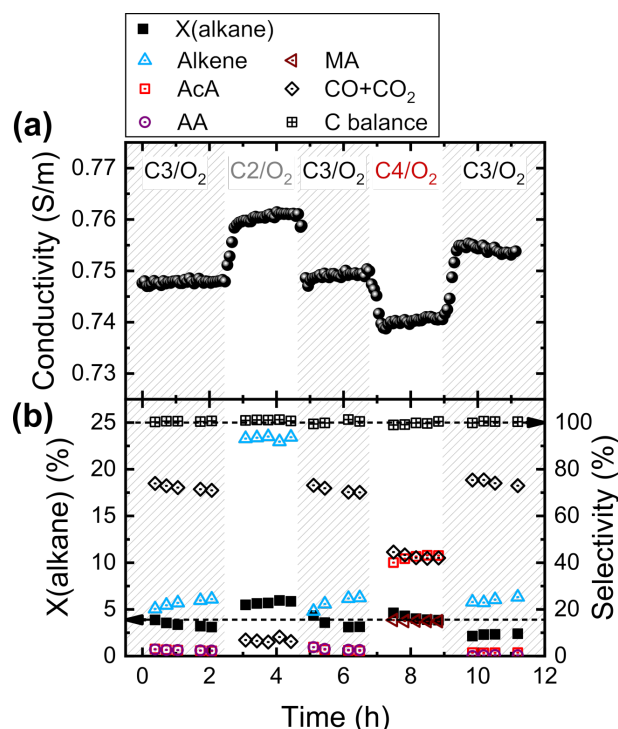 X(alkane)
Alkene
MA
AcA
CO+CO₂
AA
C balance
(a)
C3/O₂ C2/O₂ C3/O₂ C4/O₂ C3/O₂
Conductivity (S/m)
0.77
0.76
0.75
0.74
0.73
(b)
X(alkane) (%)
25
20
15
10
5
0
100
80
60
40
20
0
Selectivity (%)
0 2 4 6 8 10 12
Time (h)